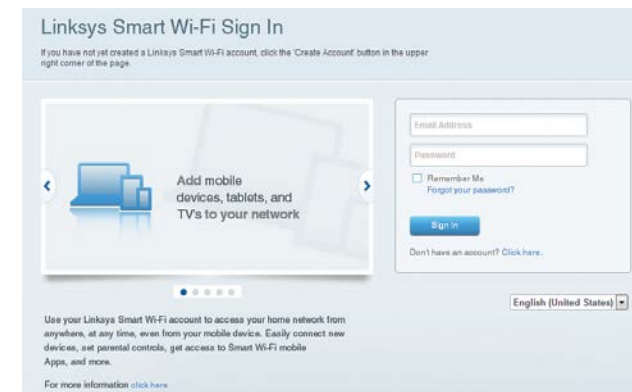 Linksys Smart Wi-Fi Sign In
If you have not yet created a Linksys Smart Wi-Fi account, click the 'Create Account' button in the upper
right corner of the page.
Add mobile
devices, tablets, and
TV's to your network
Email Address
Password
Remember Me
Forgot your password?
Sign In
Don't have an account? Click here.
English (United States)
Use your Linksys Smart Wi-Fi account to access your home network from
anywhere, at any time, even from your mobile device. Easily connect new
devices, set parental controls, get access to Smart Wi-Fi mobile
Apps, and more.
For more information click here